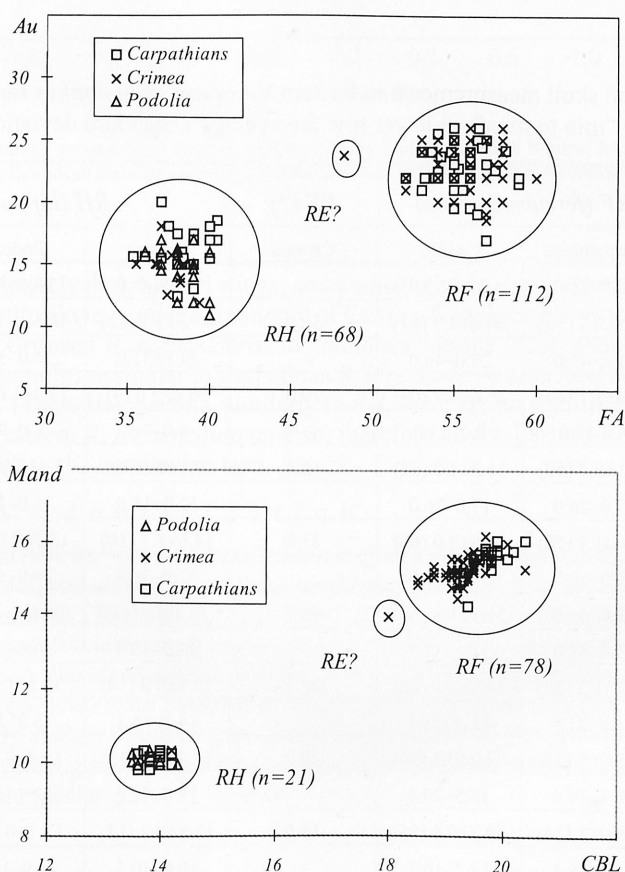 Au
30
25
20
15
10
5
□ Carpathians
× Crimea
△ Podolia
RE?
RF (n=112)
RH (n=68)
30 35 40 45 50 55 60 FA
Mand
16
14
12
10
8
△ Podolia
× Crimea
□ Carpathians
RE?
RF (n=78)
RH (n=21)
12 14 16 18 20 CBL